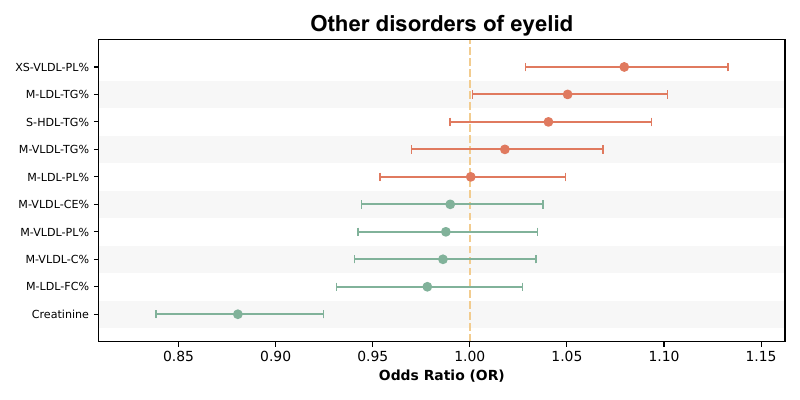 Other disorders of eyelid
XS-VLDL-PL%
M-LDL-TG%
S-HDL-TG%
M-VLDL-TG%
M-LDL-PL%
M-VLDL-CE%
M-VLDL-PL%
M-VLDL-C%
M-LDL-FC%
Creatinine
0.85 0.90 0.95 1.00 1.05 1.10 1.15
Odds Ratio (OR)